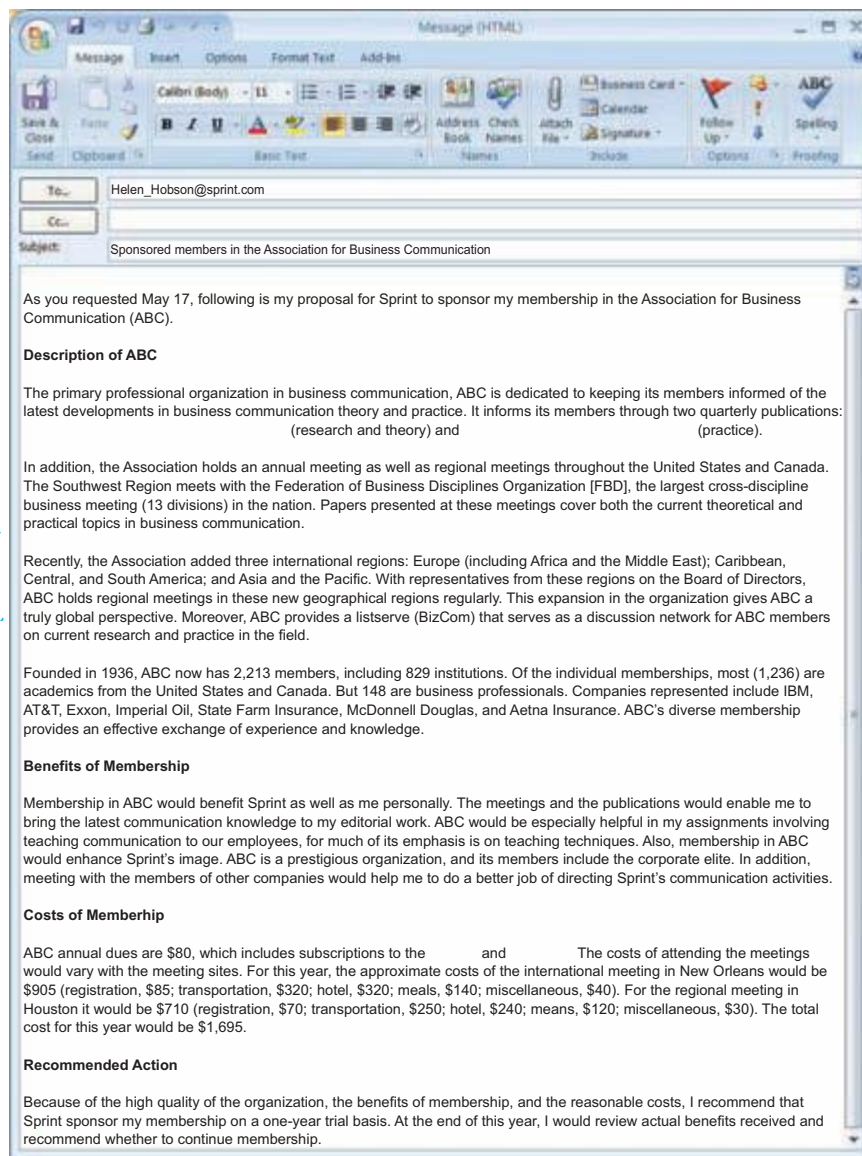 Message (HTML)
Message Insert Options Format Text Add-Ins
Calibri (Body) 11
Save & Close
Paste
B I U
Address Book
Check Names
Attach File
Business Card
Calendar
Signature
Follow Up
ABC
Spelling
Send Clipboard Basic Text Names Include Options Proofing
To... Helen_Hobson@sprint.com
Cc...
Subject: Sponsored members in the Association for Business Communication
As you requested May 17, following is my proposal for Sprint to sponsor my membership in the Association for Business
Communication (ABC).
Description of ABC
The primary professional organization in business communication, ABC is dedicated to keeping its members informed of the
latest developments in business communication theory and practice. It informs its members through two quarterly publications:
(research and theory) and (practice).
In addition, the Association holds an annual meeting as well as regional meetings throughout the United States and Canada.
The Southwest Region meets with the Federation of Business Disciplines Organization [FBD], the largest cross-discipline
business meeting (13 divisions) in the nation. Papers presented at these meetings cover both the current theoretical and
practical topics in business communication.
Recently, the Association added three international regions: Europe (including Africa and the Middle East); Caribbean,
Central, and South America; and Asia and the Pacific. With representatives from these regions on the Board of Directors,
ABC holds regional meetings in these new geographical regions regularly. This expansion in the organization gives ABC a
truly global perspective. Moreover, ABC provides a listserve (BizCom) that serves as a discussion network for ABC members
on current research and practice in the field.
Founded in 1936, ABC now has 2,213 members, including 829 institutions. Of the individual memberships, most (1,236) are
academics from the United States and Canada. But 148 are business professionals. Companies represented include IBM,
AT&T, Exxon, Imperial Oil, State Farm Insurance, McDonnell Douglas, and Aetna Insurance. ABC's diverse membership
provides an effective exchange of experience and knowledge.
Benefits of Membership
Membership in ABC would benefit Sprint as well as me personally. The meetings and the publications would enable me to
bring the latest communication knowledge to my editorial work. ABC would be especially helpful in my assignments involving
teaching communication to our employees, for much of its emphasis is on teaching techniques. Also, membership in ABC
would enhance Sprint's image. ABC is a prestigious organization, and its members include the corporate elite. In addition,
meeting with the members of other companies would help me to do a better job of directing Sprint's communication activities.
Costs of Memberhip
ABC annual dues are $80, which includes subscriptions to the and The costs of attending the meetings
would vary with the meeting sites. For this year, the approximate costs of the international meeting in New Orleans would be
$905 (registration, $85; transportation, $320; hotel, $320; meals, $140; miscellaneous, $40). For the regional meeting in
Houston it would be $710 (registration, $70; transportation, $250; hotel, $240; means, $120; miscellaneous, $30). The total
cost for this year would be $1,695.
Recommended Action
Because of the high quality of the organization, the benefits of membership, and the reasonable costs, I recommend that
Sprint sponsor my membership on a one-year trial basis. At the end of this year, I would review actual benefits received and
recommend whether to continue membership.